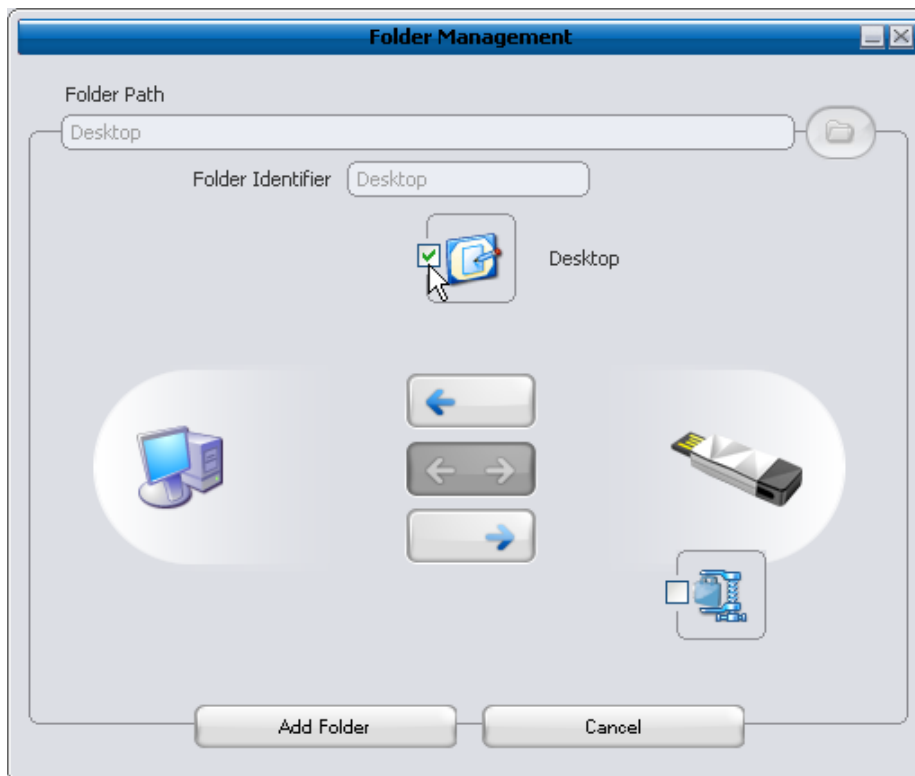 Folder Management
Folder Path
Desktop
Folder Identifier Desktop
Desktop
Add Folder Cancel